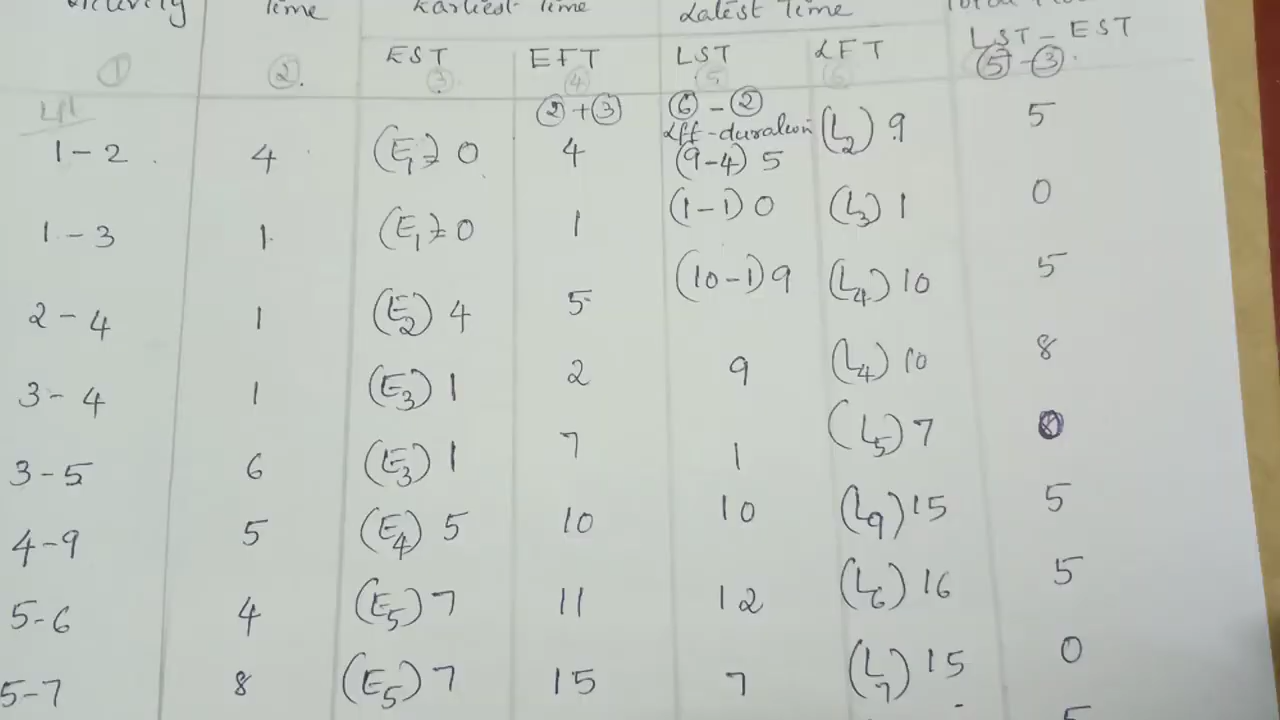 Activity Time Earliest Time Latest Time Total
EST EFT LST LFT LST - EST
① ② ③ ④ ⑤ ⑥ ⑤ - ③
②+③ ⑥ - ②
Lft-duration
1-2 4 (E₁) 0 4 (9-4) 5 (L₂) 9 5
1-3 1 (E₁) 0 1 (1-1) 0 (L₃) 1 0
2-4 1 (E₂) 4 5 (10-1) 9 (L₄) 10 5
3-4 1 (E₃) 1 2 9 (L₄) 10 8
3-5 6 (E₃) 1 7 1 (L₅) 7
4-9 5 (E₄) 5 10 10 (L₉) 15 5
5-6 4 (E₅) 7 11 12 (L₆) 16 5
5-7 8 (E₅) 7 15 7 (L₇) 15 0
5